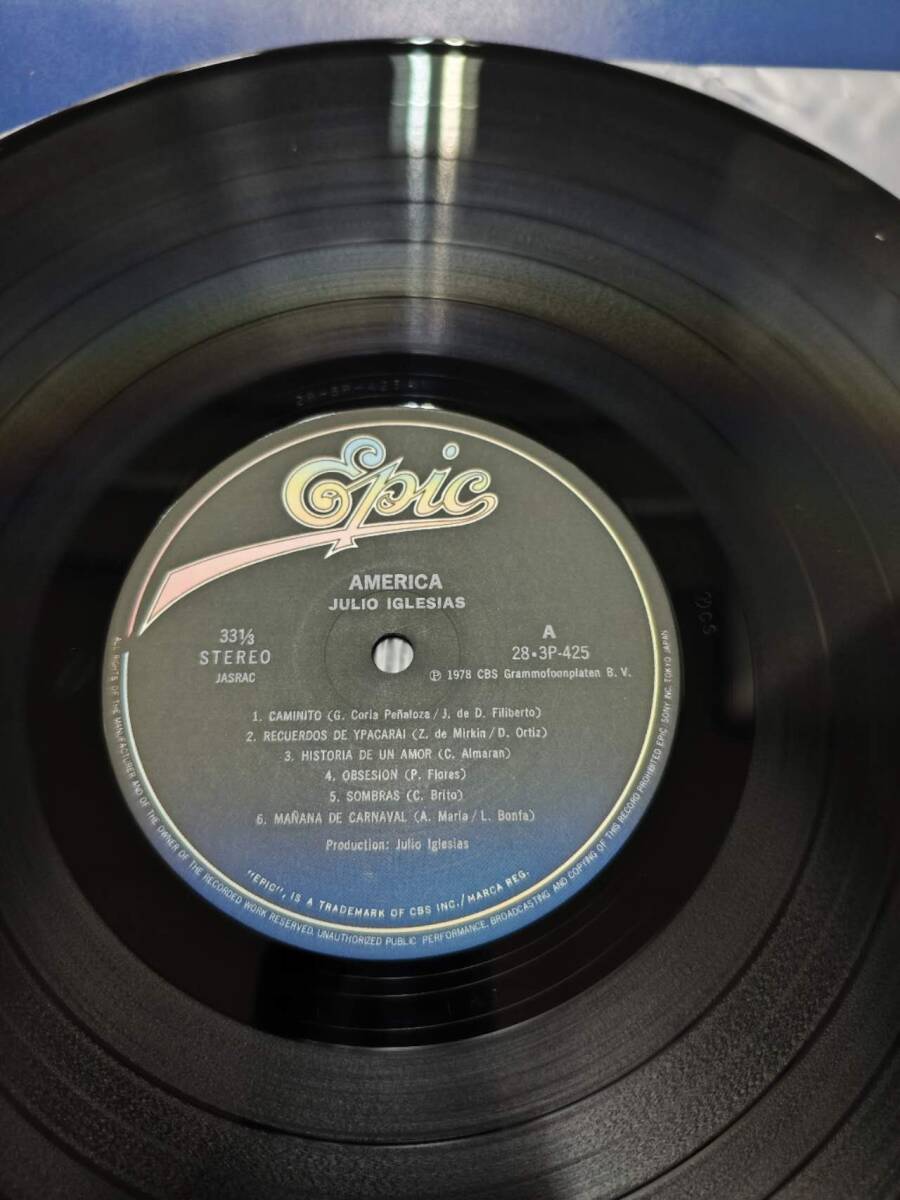 Epic
AMERICA
JULIO IGLESIAS
33⅓
STEREO
JASRAC
A
28・3P-425
Ⓟ 1978 CBS Grammofoonplaten B. V.
1. CAMINITO (G. Coria Peñaloza/J. de D. Filiberto)
2. RECUERDOS DE YPACARAI (Z. de Mirkin/D. Ortiz)
3. HISTORIA DE UN AMOR (C. Almaran)
4. OBSESION (P. Flores)
5. SOMBRAS (C. Brito)
6. MAÑANA DE CARNAVAL (A. Maria/L. Bonfa)
Production: Julio Iglesias
"EPIC", IS A TRADEMARK OF CBS INC./MARCA REG.
ALL RIGHTS OF THE MANUFACTURER AND OF THE OWNER OF THE RECORDED WORK RESERVED. UNAUTHORIZED PUBLIC PERFORMANCE, BROADCASTING AND COPYING OF THIS RECORD PROHIBITED EPIC SONY INC. TOKYO JAPAN